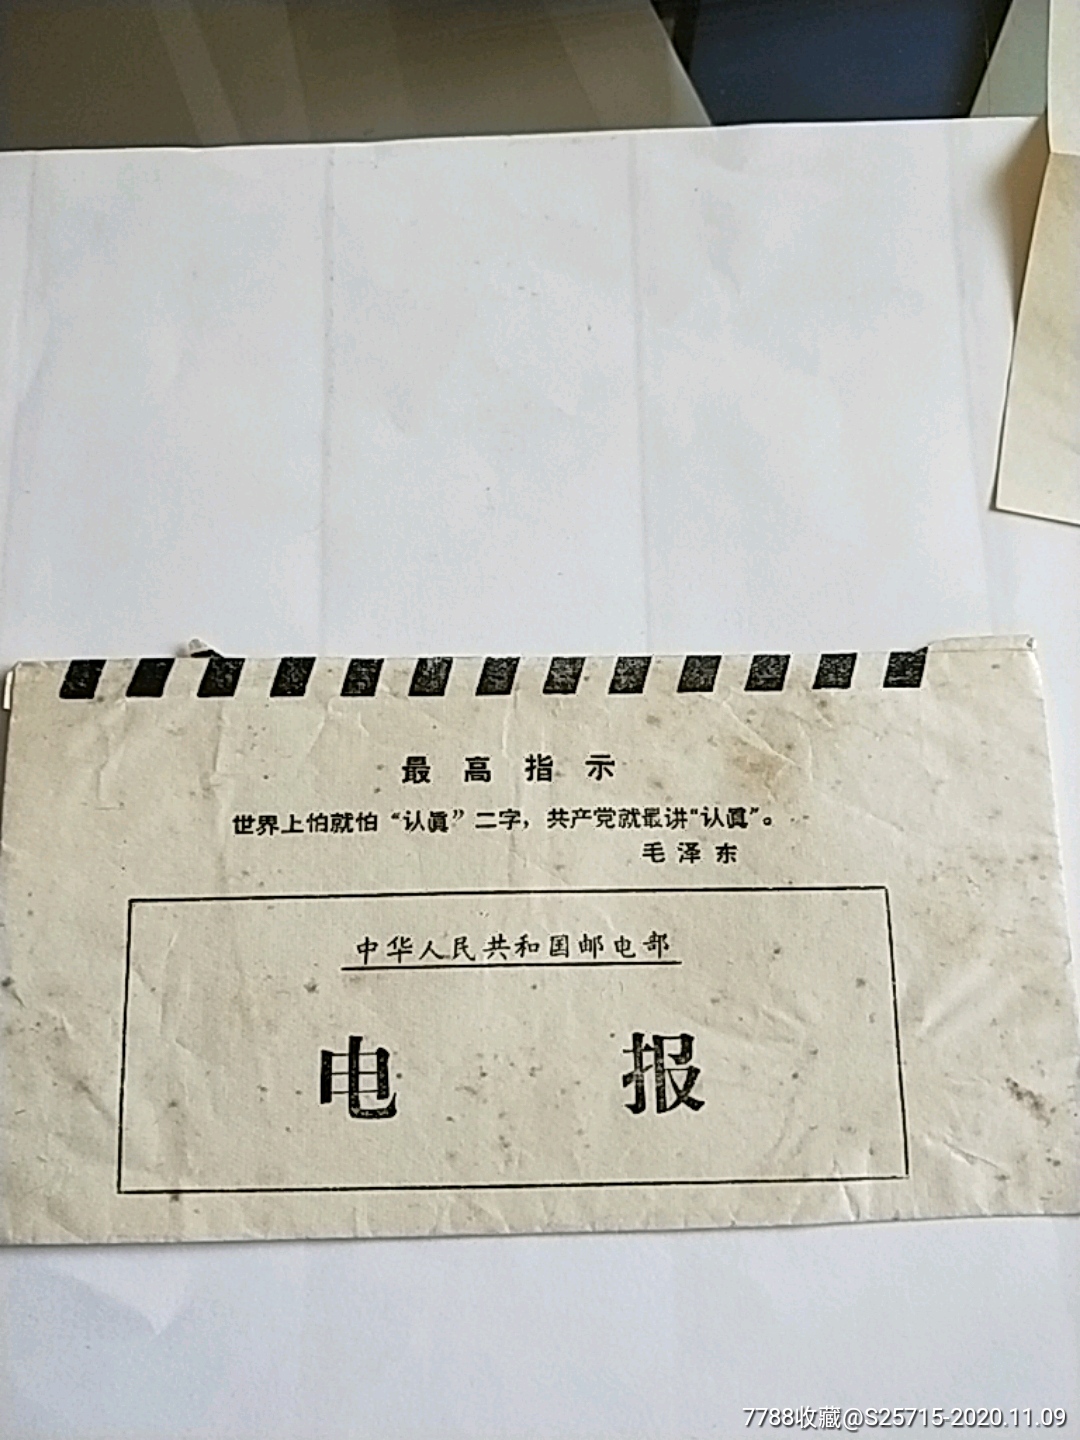 最高指示
世界上怕就怕“认眞”二字，共产党就最讲“认眞”。
毛泽东
中华人民共和国邮电部
电报
7788收藏@S25715-2020.11.09